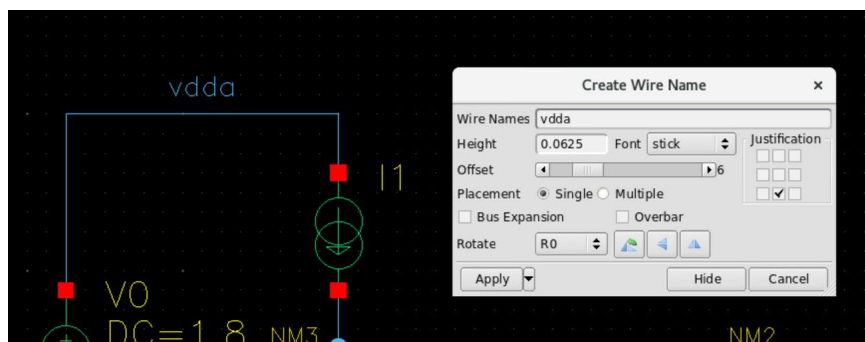 vdda
I1
V0
DC=1.8
NM3
NM2
Create Wire Name
Wire Names vdda
Height 0.0625 Font stick Justification
Offset 6
Placement Single Multiple
Bus Expansion Overbar
Rotate R0
Apply Hide Cancel